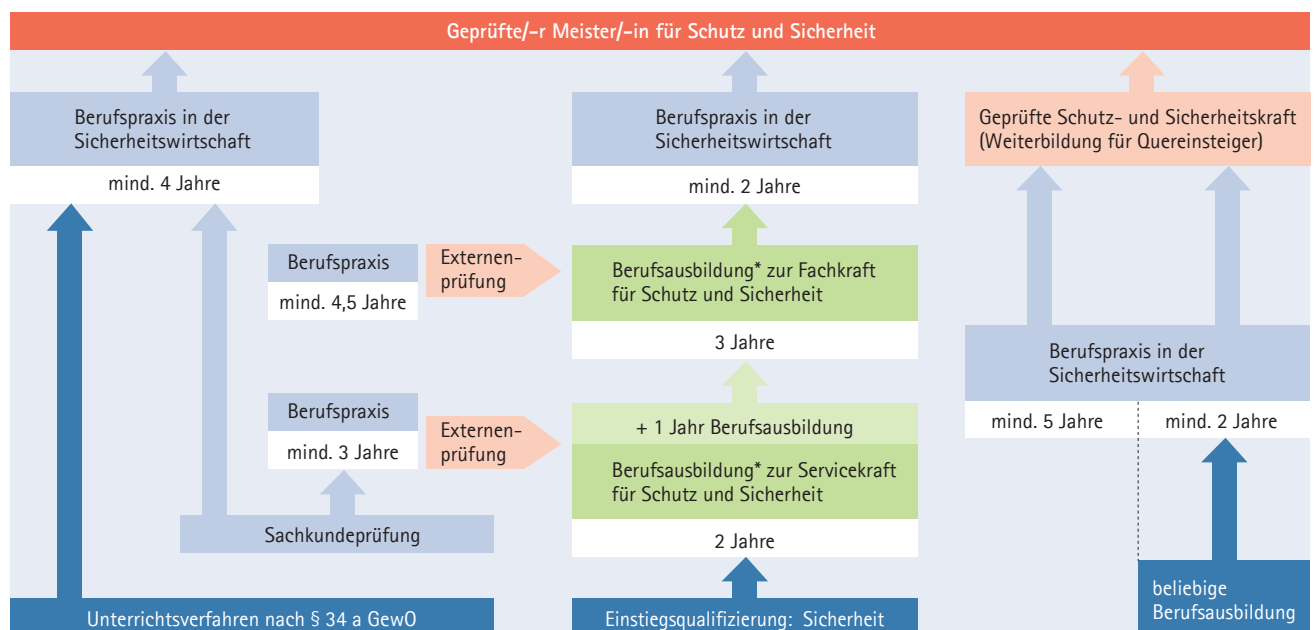 Geprüfte/-r Meister/-in für Schutz und Sicherheit
Berufspraxis in der
Sicherheitswirtschaft
mind. 4 Jahre
Berufspraxis in der
Sicherheitswirtschaft
mind. 2 Jahre
Geprüfte Schutz- und Sicherheitskraft
(Weiterbildung für Quereinsteiger)
Berufspraxis
mind. 4,5 Jahre
Externen-
prüfung
Berufsausbildung* zur Fachkraft
für Schutz und Sicherheit
3 Jahre
Berufspraxis in der
Sicherheitswirtschaft
mind. 5 Jahre
mind. 2 Jahre
Berufspraxis
mind. 3 Jahre
Externen-
prüfung
+ 1 Jahr Berufsausbildung
Berufsausbildung* zur Servicekraft
für Schutz und Sicherheit
2 Jahre
Sachkundeprüfung
Unterrichtsverfahren nach § 34 a GewO
Einstiegsqualifizierung: Sicherheit
beliebige
Berufsausbildung